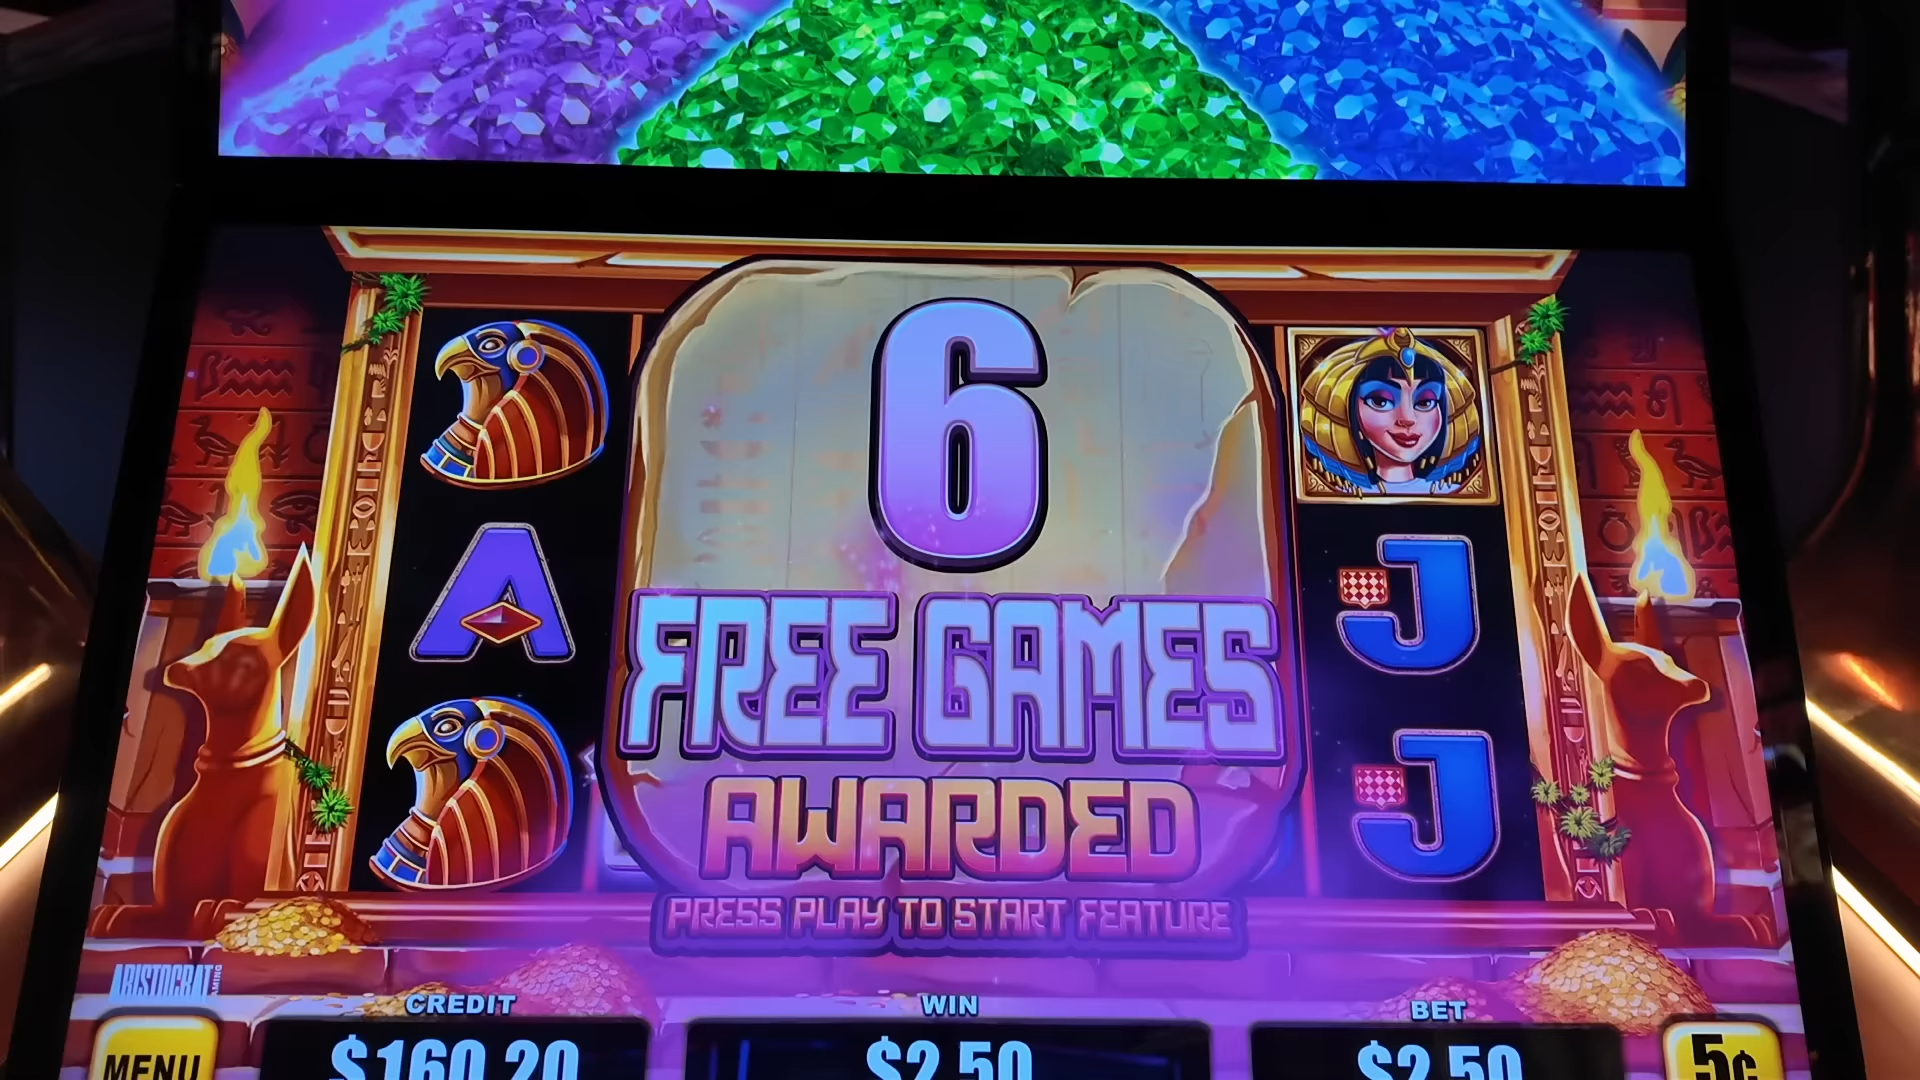 6
FREE GAMES
AWARDED
PRESS PLAY TO START FEATURE
A
J
J
ARISTOCRAT GAMING
CREDIT
WIN
BET
MENU
$160.20
$2.50
$2.50
5¢